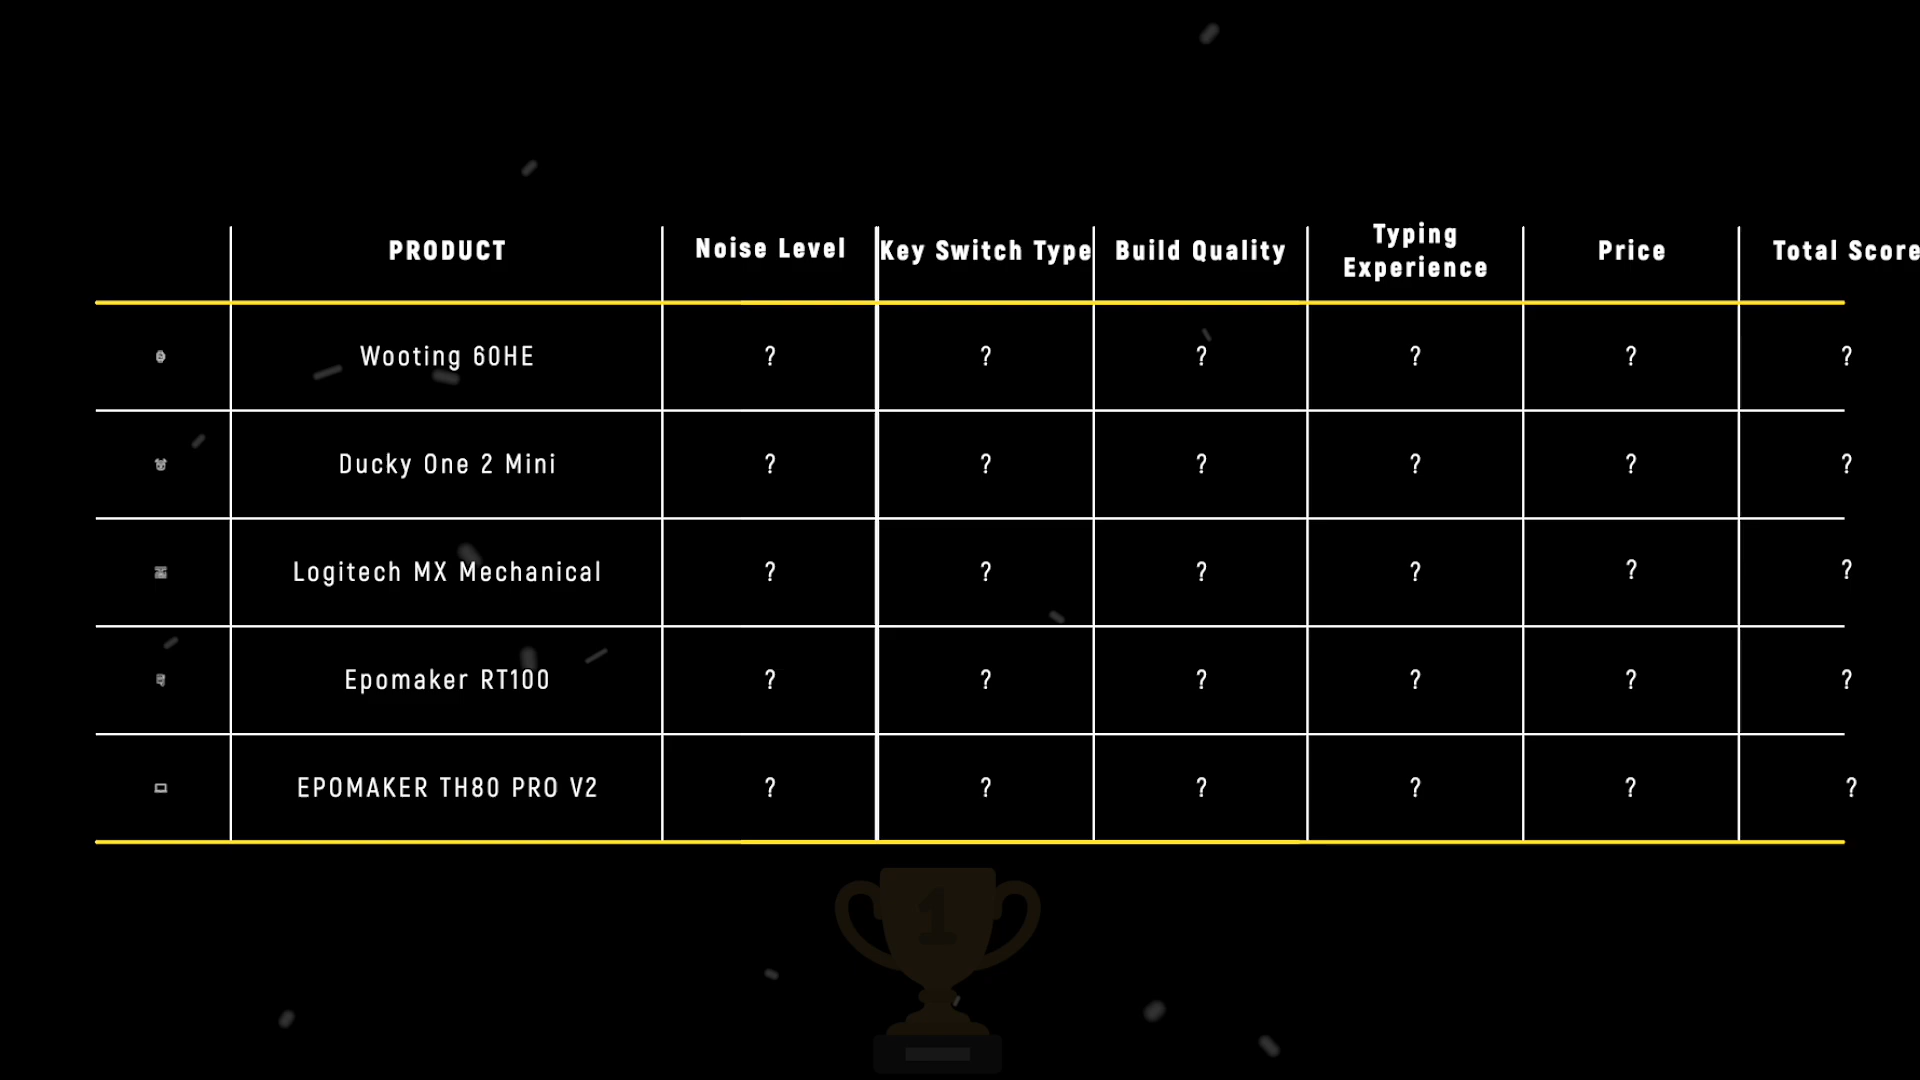 PRODUCT Noise Level Key Switch Type Build Quality Typing Experience Price Total Score
Wooting 60HE ? ? ? ? ? ?
Ducky One 2 Mini ? ? ? ? ? ?
Logitech MX Mechanical ? ? ? ? ? ?
Epomaker RT100 ? ? ? ? ? ?
EPOMAKER TH80 PRO V2 ? ? ? ? ? ?
1